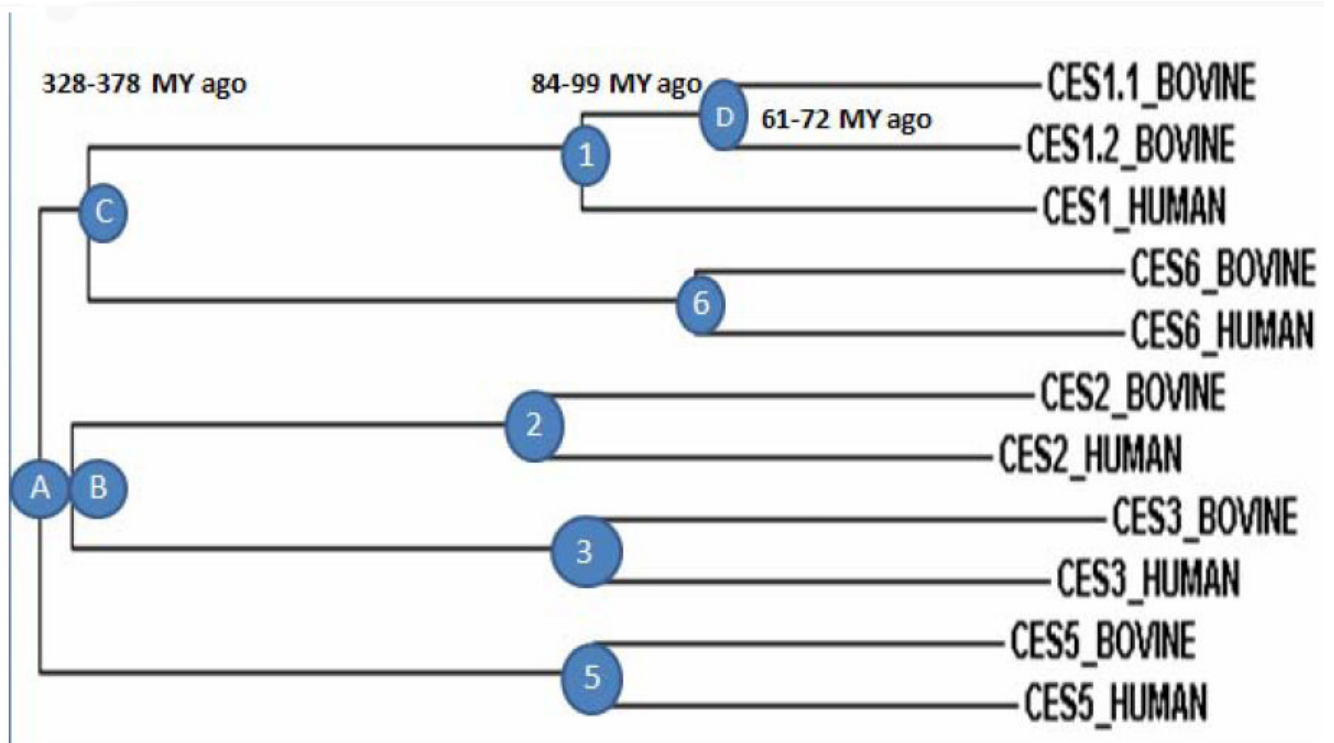 CES1.1_BOVINE
328-378 MY ago
84-99 MY ago
D
61-72 MY ago
CES1.2_BOVINE
1
C
CES1_HUMAN
CES6_BOVINE
6
CES6_HUMAN
CES2_BOVINE
2
CES2_HUMAN
A
B
CES3_BOVINE
3
CES3_HUMAN
CES5_BOVINE
5
CES5_HUMAN